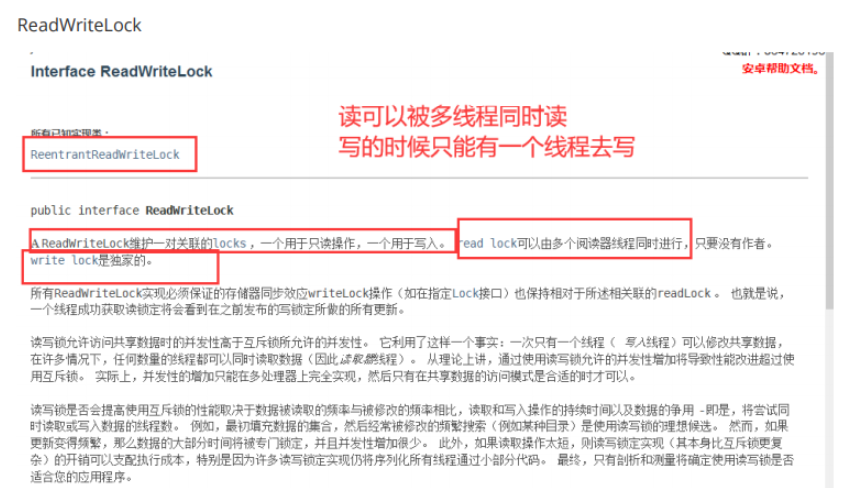 ReadWriteLock
Interface ReadWriteLock
安卓帮助文档。
读可以被多线程同时读
写的时候只能有一个线程去写
所有已知实现类：
ReentrantReadWriteLock
public interface ReadWriteLock
A ReadWriteLock维护一对关联的locks ，一个用于只读操作，一个用于写入。 read lock可以由多个阅读器线程同时进行，只要没有作者。
write lock是独家的。
所有ReadWriteLock实现必须保证的存储器同步效应writeLock操作（如在指定Lock接口）也保持相对于所述相关联的readLock 。 也就是说，
一个线程成功获取读锁定将会看到在之前发布的写锁定所做的所有更新。
读写锁允许访问共享数据时的并发性高于互斥锁所允许的并发性。 它利用了这样一个事实：一次只有一个线程（ 写入线程）可以修改共享数据，
在许多情况下，任何数量的线程都可以同时读取数据（因此读取器线程）。 从理论上讲，通过使用读写锁允许的并发性增加将导致性能改进超过使
用互斥锁。 实际上，并发性的增加只能在多处理器上完全实现，然后只有在共享数据的访问模式是合适的时才可以。
读写锁是否会提高使用互斥锁的性能取决于数据被读取的频率与被修改的频率相比，读取和写入操作的持续时间以及数据的争用 -即是，将尝试同
时读取或写入数据的线程数。 例如，最初填充数据的集合，然后经常被修改的频繁搜索（例如某种目录）是使用读写锁的理想候选。 然而，如果
更新变得频繁，那么数据的大部分时间将被专门锁定，并且并发性增加很少。 此外，如果读取操作太短，则读写锁定实现（其本身比互斥锁更复
杂）的开销可以支配执行成本，特别是因为许多读写锁定实现仍将序列化所有线程通过小部分代码。 最终，只有剖析和测量将确定使用读写锁是否
适合您的应用程序。